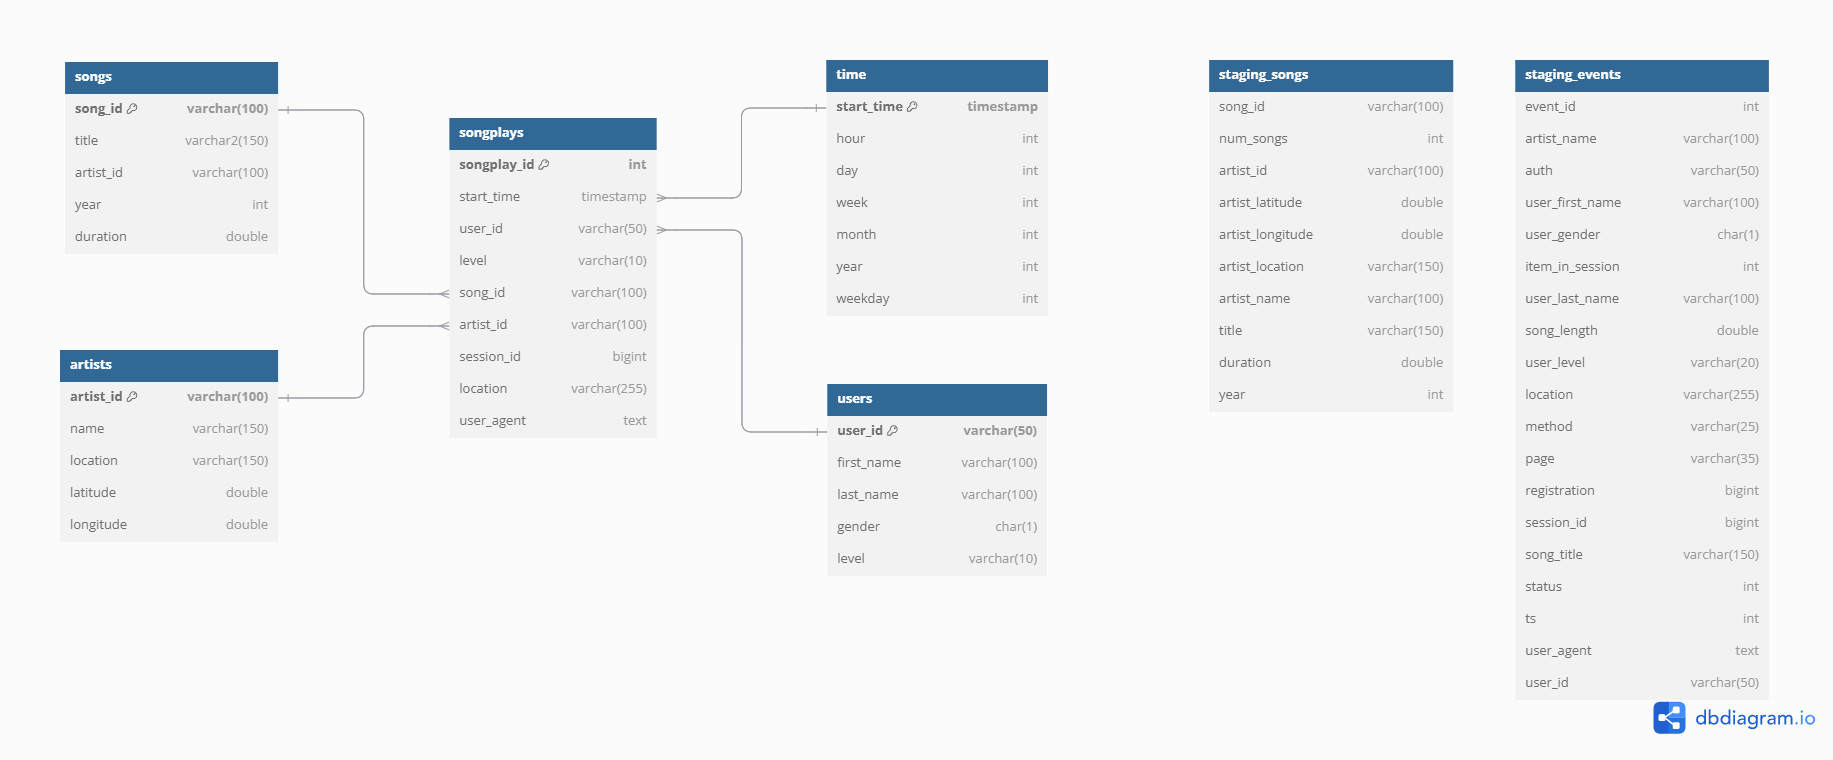 songs
song_id varchar(100)
title varchar2(150)
artist_id varchar(100)
year int
duration double
artists
artist_id varchar(100)
name varchar(150)
location varchar(150)
latitude double
longitude double
songplays
songplay_id int
start_time timestamp
user_id varchar(50)
level varchar(10)
song_id varchar(100)
artist_id varchar(100)
session_id bigint
location varchar(255)
user_agent text
time
start_time timestamp
hour int
day int
week int
month int
year int
weekday int
users
user_id varchar(50)
first_name varchar(100)
last_name varchar(100)
gender char(1)
level varchar(10)
staging_songs
song_id varchar(100)
num_songs int
artist_id varchar(100)
artist_latitude double
artist_longitude double
artist_location varchar(150)
artist_name varchar(100)
title varchar(150)
duration double
year int
staging_events
event_id int
artist_name varchar(100)
auth varchar(50)
user_first_name varchar(100)
user_gender char(1)
item_in_session int
user_last_name varchar(100)
song_length double
user_level varchar(20)
location varchar(255)
method varchar(25)
page varchar(35)
registration bigint
session_id bigint
song_title varchar(150)
status int
ts int
user_agent text
user_id varchar(50)
dbdiagram.io